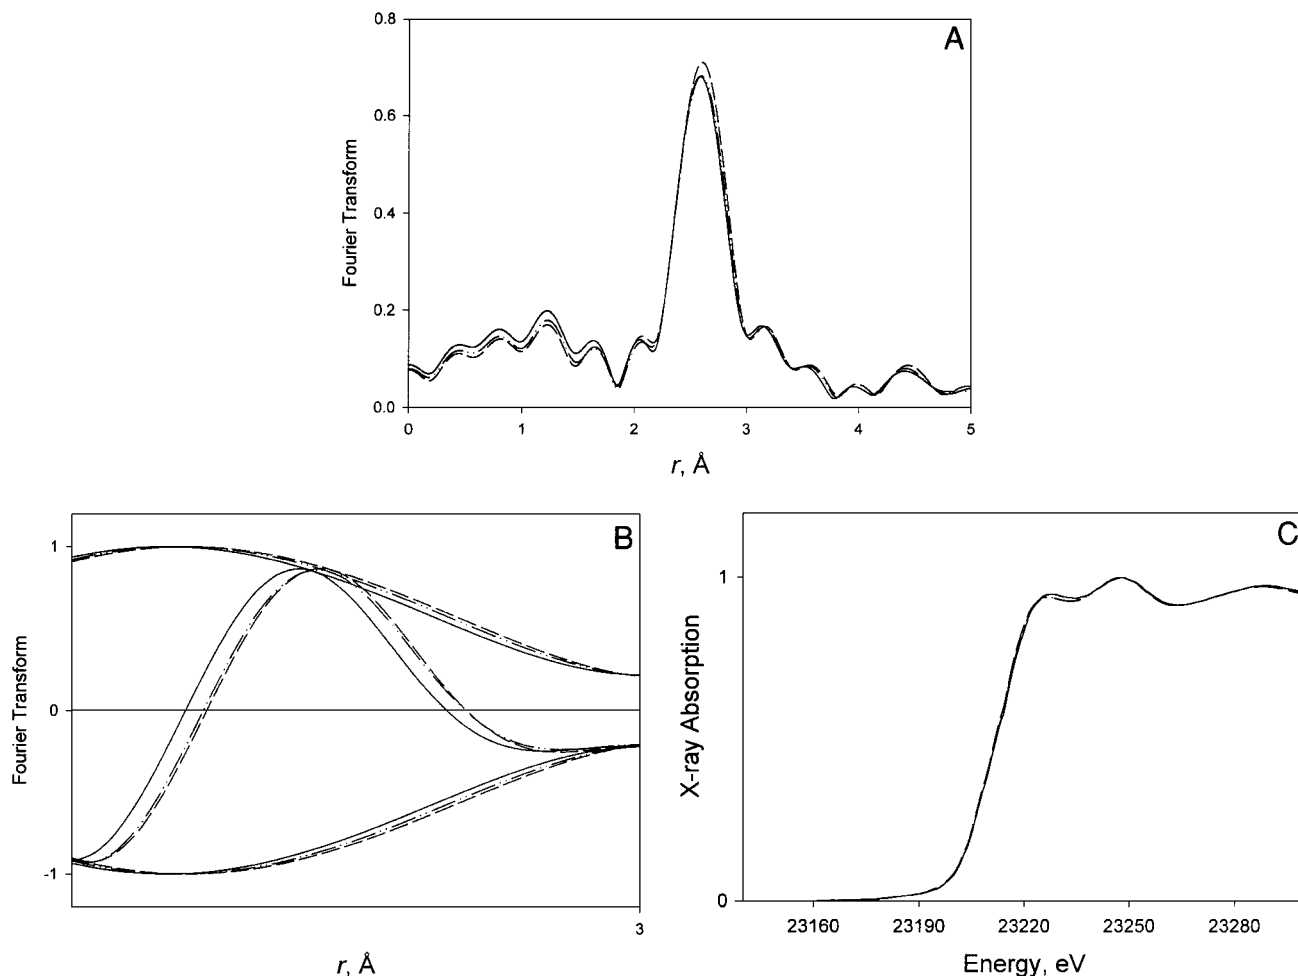 A
0.8
0.6
0.4
0.2
0.0
Fourier Transform
0 1 2 3 4 5
r, Å
B
1
0
-1
Fourier Transform
3
r, Å
C
1
0
X-ray Absorption
23160 23190 23220 23250 23280
Energy, eV